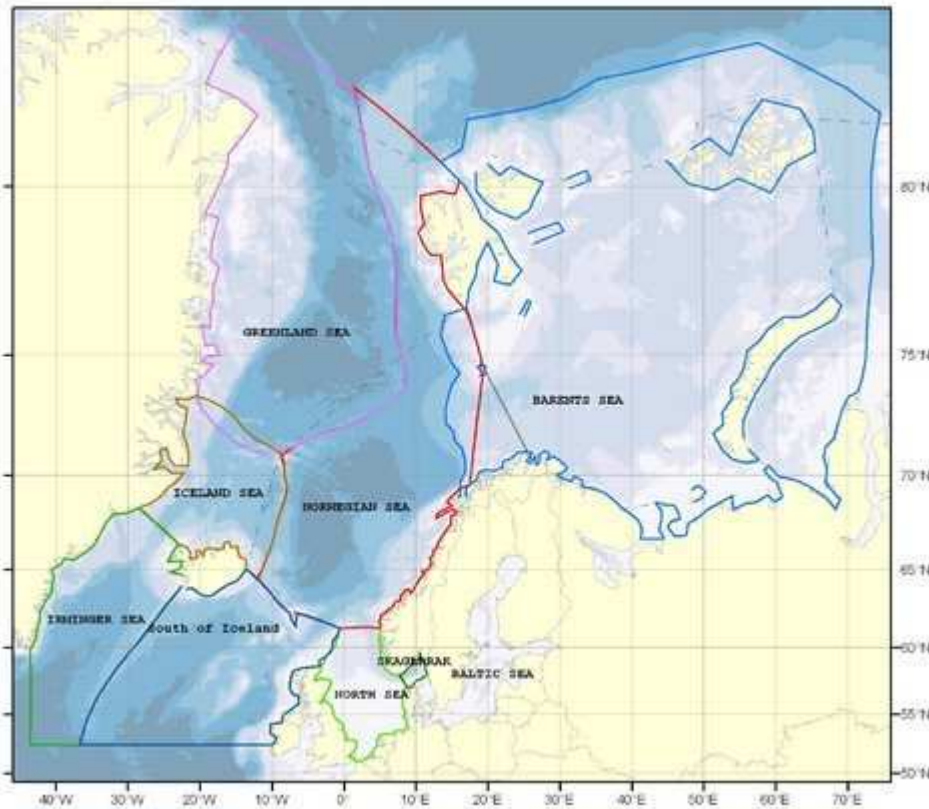 80°N
GREENLAND SEA
75°N
BARENTS SEA
70°N
ICELAND SEA
NORWEGIAN SEA
65°N
IRMINGER SEA
South of Iceland
60°N
SKAGERRAK
BALTIC SEA
NORTH SEA
55°N
50°N
40°W 30°W 20°W 10°W 0° 10°E 20°E 30°E 40°E 50°E 60°E 70°E